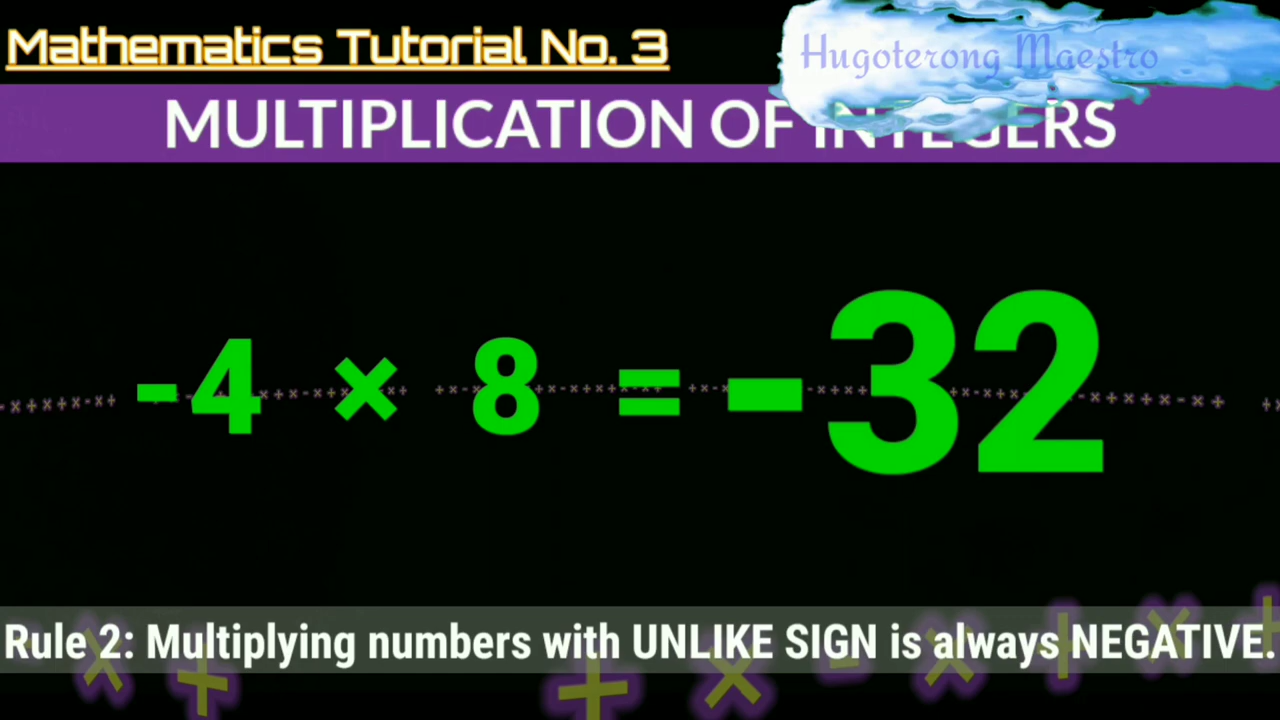 Mathematics Tutorial No. 3
Hugoterong Maestro
MULTIPLICATION OF INTEGERS
-4 × 8 = -32
Rule 2: Multiplying numbers with UNLIKE SIGN is always NEGATIVE.